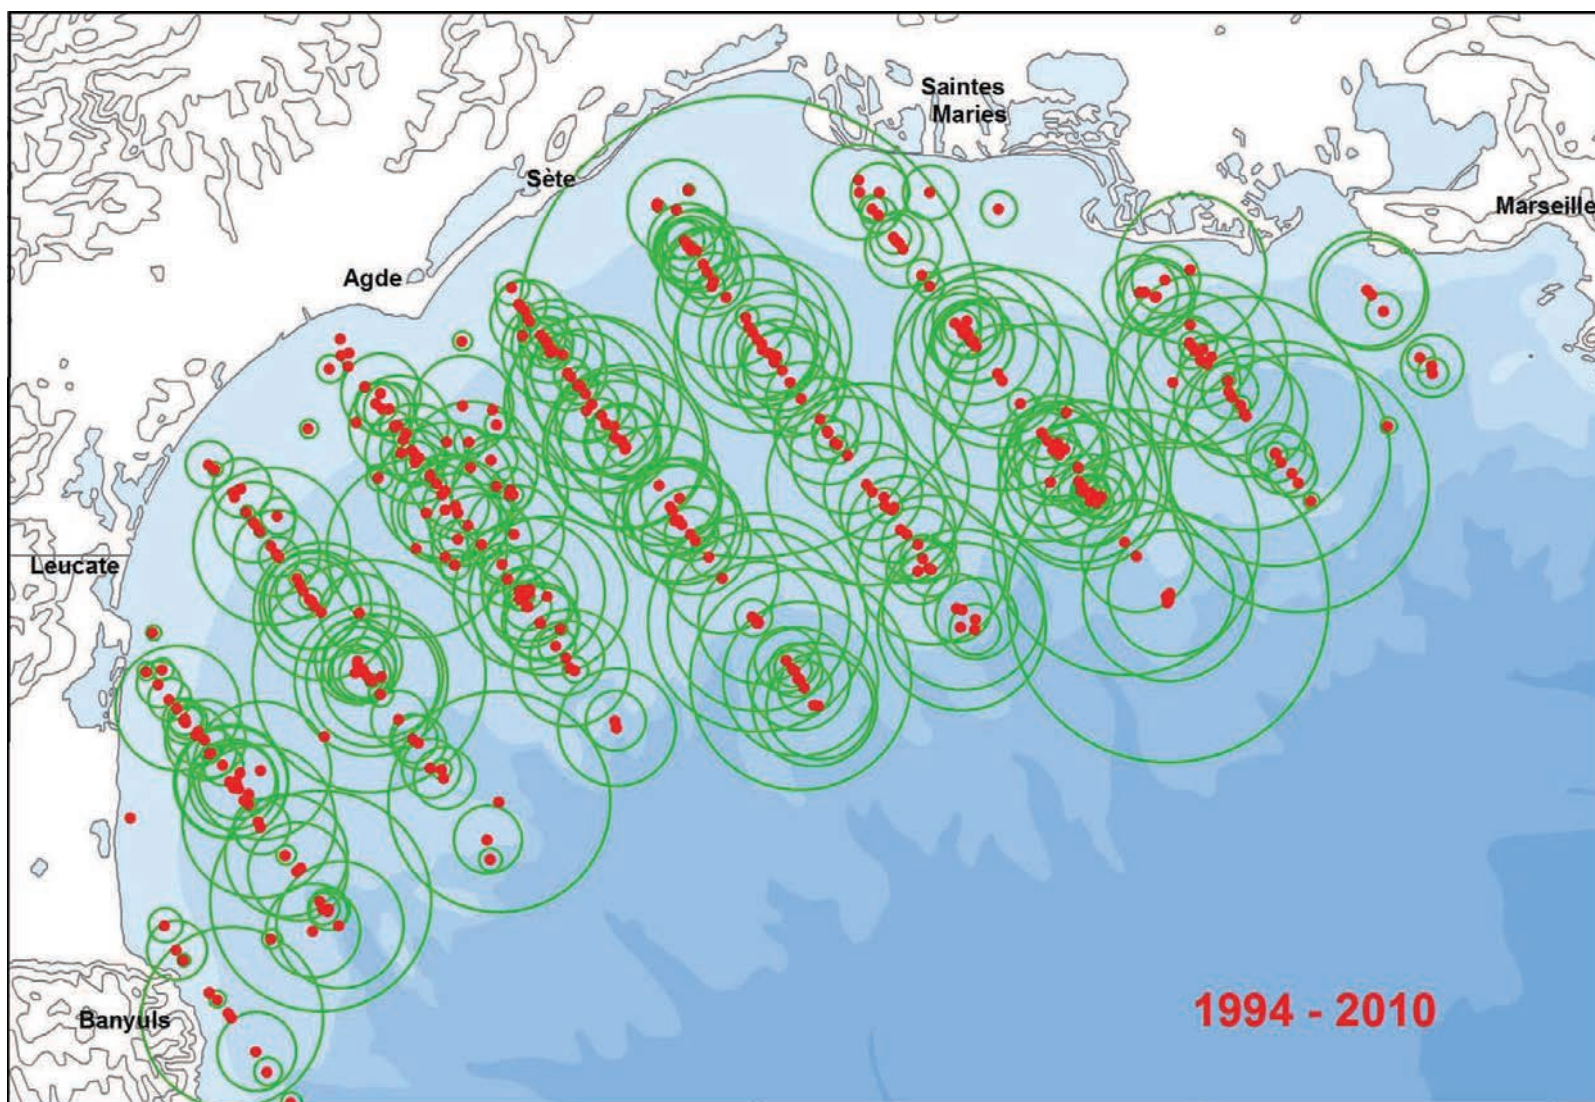 Saintes
Maries
Sète
Marseille
Agde
Leucate
1994 - 2010
Banyuls